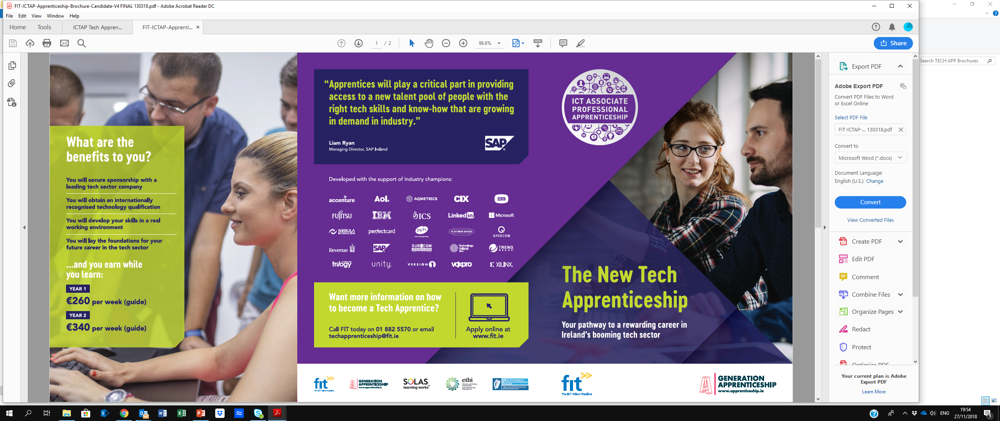 FIT-ICTAP-Apprenticeship-Brochure-Candidate-V4 FINAL 130318.pdf - Adobe Acrobat Reader DC
File Edit View Window Help
Home Tools ICTAP Tech Appren... FIT-ICTAP-Apprenti... ×
1 / 2 98.6% Share
Search TECH APP Brochures
What are the
benefits to you?
You will secure sponsorship with a
leading tech sector company
You will obtain an internationally
recognised technology qualification
You will develop your skills in a real
working environment
You will lay the foundations for your
future career in the tech sector
...and you earn while
you learn:
YEAR 1
€260 per week (guide)
YEAR 2
€340 per week (guide)
“Apprentices will play a critical part in providing
access to a new talent pool of people with the
right tech skills and know-how that are growing
in demand in industry.”
Liam Ryan
Managing Director, SAP Ireland
SAP
Developed with the support of industry champions:
accenture Aol. AQMETRICS CIX ESB
FUJITSU IBM ICS LinkedIn Microsoft
NEBULA INTERACTIVE perfectcard PFH PLATFORM AVENUE QPERCOM
Revenue SAP SURECOM NETWORK SOLUTIONS Technology Ireland Ibec TREND MICRO
trilogy unity. VERSION 1 voxpro XILINX.
Want more information on how
to become a Tech Apprentice?
Call FIT today on 01 882 5570 or email
techapprenticeship@fit.ie
Apply online at
www.fit.ie
ICT ASSOCIATE
PROFESSIONAL
APPRENTICESHIP
SMS
The New Tech
Apprenticeship
Your pathway to a rewarding career in
Ireland’s booming tech sector
fit
The ICT Talent Pipeline
GENERATION
APPRENTICESHIP
www.apprenticeship.ie
SOLAS
learning works
etbi
fit
The ICT Talent Pipeline
GENERATION
APPRENTICESHIP
www.apprenticeship.ie
Export PDF
Adobe Export PDF
Convert PDF Files to Word
or Excel Online
Select PDF File
FIT-ICTAP-... 130318.pdf
Convert to
Microsoft Word (*.docx)
Document Language:
English (U.S.) Change
Convert
View Converted Files
Create PDF
Edit PDF
Comment
Combine Files
Organize Pages
Redact
Protect
Optimize PDF
Your current plan is Adobe
Export PDF
Learn More
ENG
19:54
27/11/2018
5